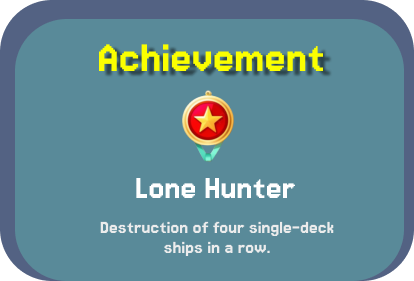 Achievement
Lone Hunter
Destruction of four single-deck
ships in a row.